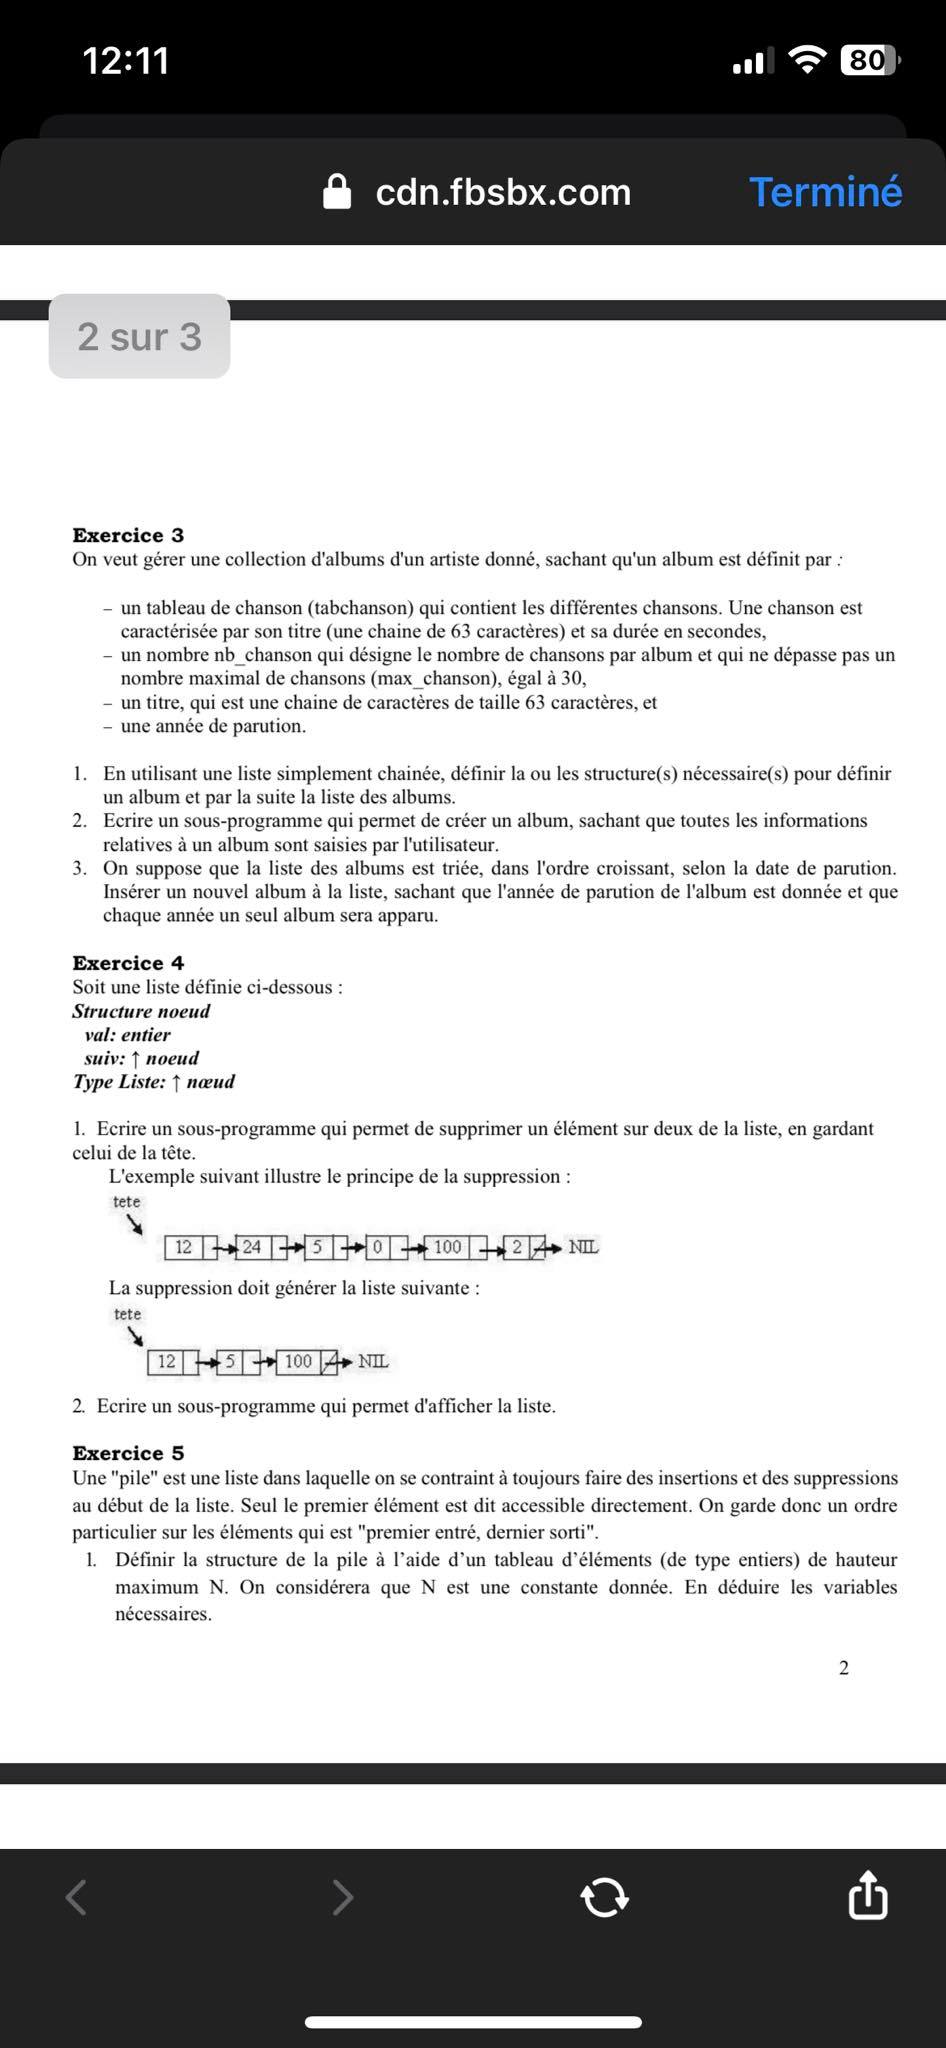 12:11
80
cdn.fbsbx.com
Terminé
2 sur 3
Exercice 3
On veut gérer une collection d'albums d'un artiste donné, sachant qu'un album est définit par :
– un tableau de chanson (tabchanson) qui contient les différentes chansons. Une chanson est
caractérisée par son titre (une chaine de 63 caractères) et sa durée en secondes,
– un nombre nb_chanson qui désigne le nombre de chansons par album et qui ne dépasse pas un
nombre maximal de chansons (max_chanson), égal à 30,
– un titre, qui est une chaine de caractères de taille 63 caractères, et
– une année de parution.
1. En utilisant une liste simplement chainée, définir la ou les structure(s) nécessaire(s) pour définir
un album et par la suite la liste des albums.
2. Ecrire un sous-programme qui permet de créer un album, sachant que toutes les informations
relatives à un album sont saisies par l'utilisateur.
3. On suppose que la liste des albums est triée, dans l'ordre croissant, selon la date de parution.
Insérer un nouvel album à la liste, sachant que l'année de parution de l'album est donnée et que
chaque année un seul album sera apparu.
Exercice 4
Soit une liste définie ci-dessous :
Structure noeud
val: entier
suiv: ↑ noeud
Type Liste: ↑ nœud
1. Ecrire un sous-programme qui permet de supprimer un élément sur deux de la liste, en gardant
celui de la tête.
L'exemple suivant illustre le principe de la suppression :
tete
12 24 5 0 100 2 NIL
La suppression doit générer la liste suivante :
tete
12 5 100 NIL
2. Ecrire un sous-programme qui permet d'afficher la liste.
Exercice 5
Une "pile" est une liste dans laquelle on se contraint à toujours faire des insertions et des suppressions
au début de la liste. Seul le premier élément est dit accessible directement. On garde donc un ordre
particulier sur les éléments qui est "premier entré, dernier sorti".
1. Définir la structure de la pile à l'aide d'un tableau d'éléments (de type entiers) de hauteur
maximum N. On considérera que N est une constante donnée. En déduire les variables
nécessaires.
2